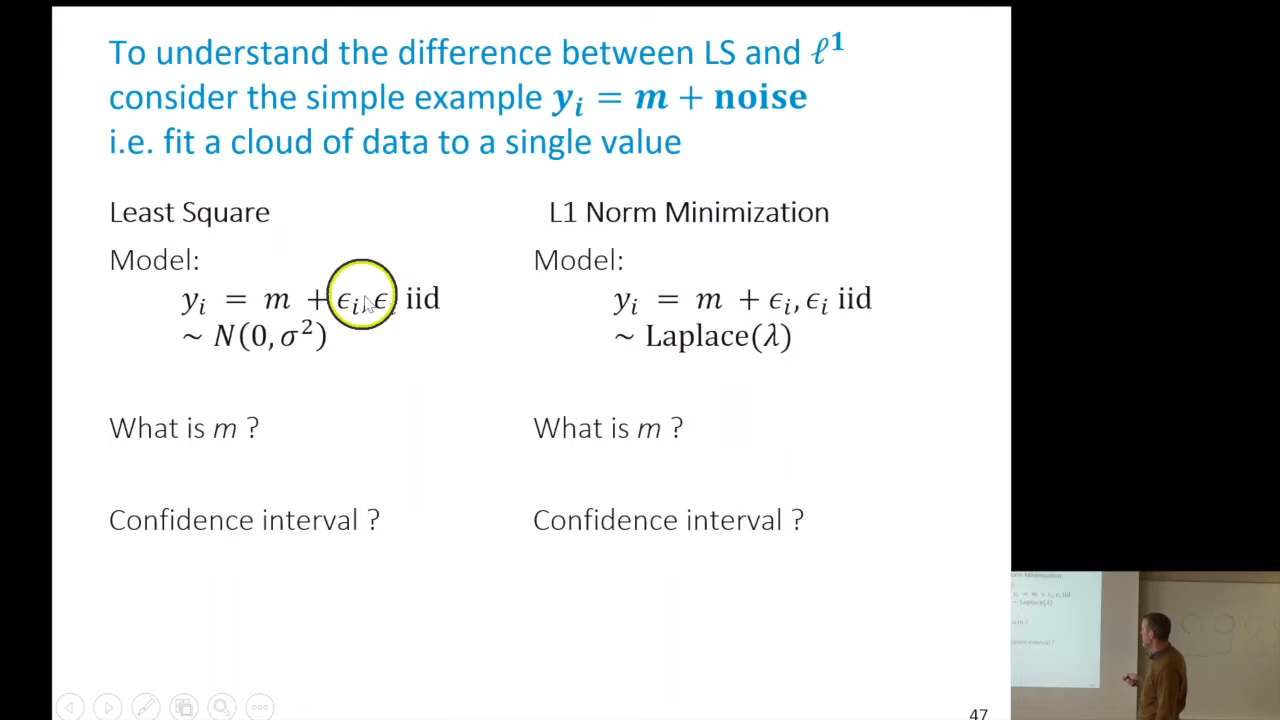 To understand the difference between LS and ℓ¹
consider the simple example yᵢ = m + noise
i.e. fit a cloud of data to a single value
Least Square
Model:
yᵢ = m + ϵᵢ, ϵᵢ iid
~ N(0, σ²)
What is m ?
Confidence interval ?
L1 Norm Minimization
Model:
yᵢ = m + ϵᵢ, ϵᵢ iid
~ Laplace(λ)
What is m ?
Confidence interval ?
47